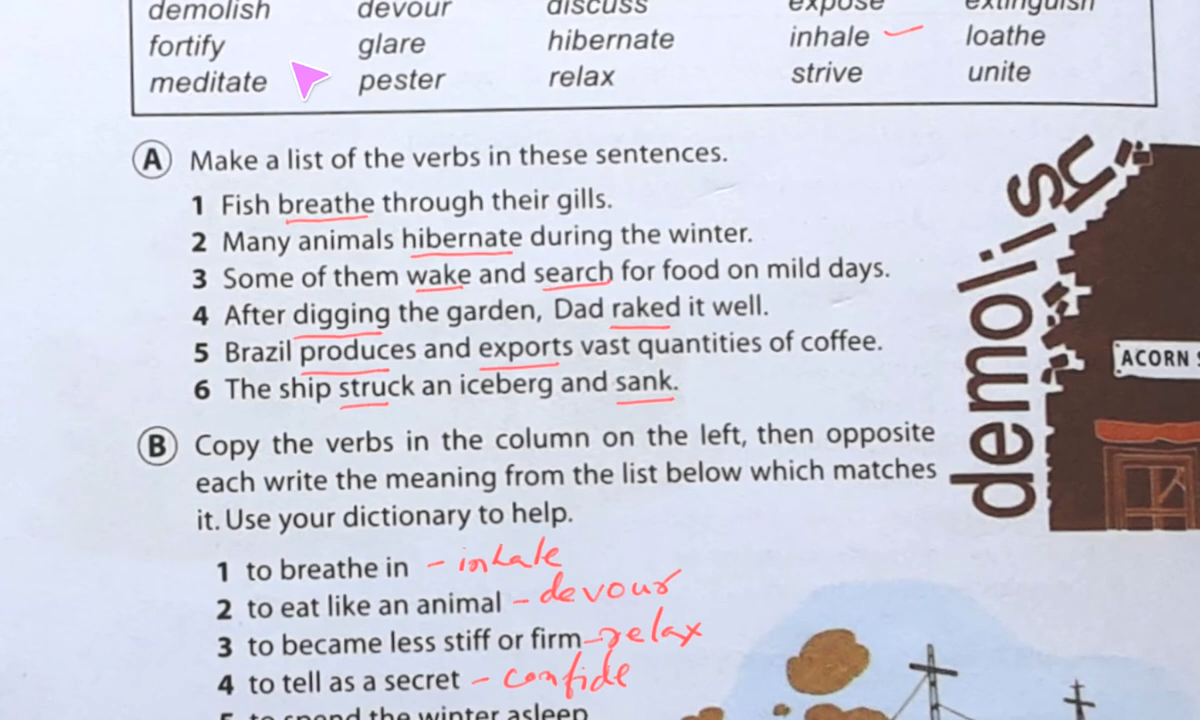 demolish devour discuss expose extinguish
fortify glare hibernate inhale loathe
meditate pester relax strive unite
A Make a list of the verbs in these sentences.
1 Fish breathe through their gills.
2 Many animals hibernate during the winter.
3 Some of them wake and search for food on mild days.
4 After digging the garden, Dad raked it well.
5 Brazil produces and exports vast quantities of coffee.
6 The ship struck an iceberg and sank.
demolish
ACORN
B Copy the verbs in the column on the left, then opposite
each write the meaning from the list below which matches
it. Use your dictionary to help.
1 to breathe in - inhale
2 to eat like an animal - devour
3 to became less stiff or firm - relax
4 to tell as a secret - confide
5 to spend the winter asleep